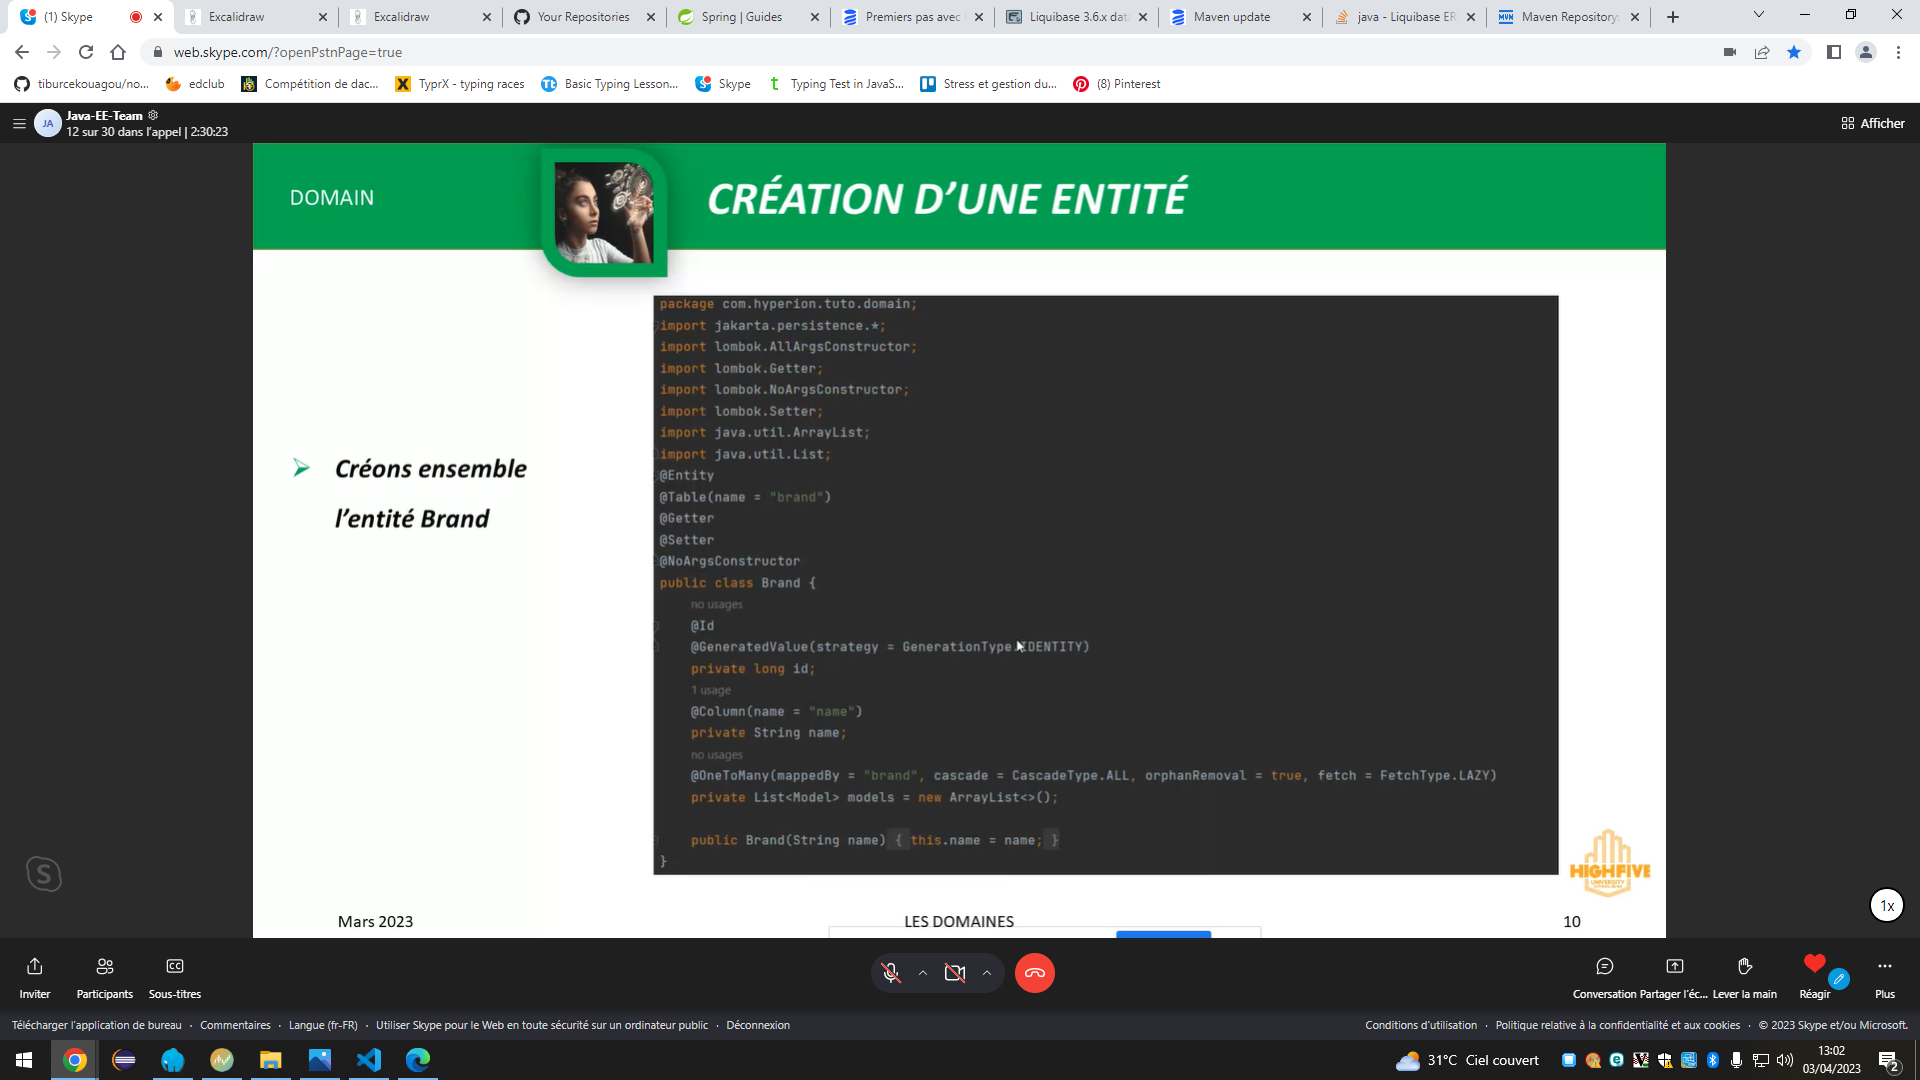 (1) Skype
Excalidraw
Excalidraw
Your Repositories
Spring | Guides
Premiers pas avec
Liquibase 3.6.x dat
Maven update
java - Liquibase ER
Maven Repository:
web.skype.com/?openPstnPage=true
tiburcekouagou/no...
edclub
Compétition de dac...
TyprX - typing races
Basic Typing Lesson...
Skype
Typing Test in JavaS...
Stress et gestion du...
(8) Pinterest
JA
Java-EE-Team
12 sur 30 dans l'appel | 2:30:23
Afficher
DOMAIN
CRÉATION D'UNE ENTITÉ
Créons ensemble
l'entité Brand
package com.hyperion.tuto.domain;
import jakarta.persistence.*;
import lombok.AllArgsConstructor;
import lombok.Getter;
import lombok.NoArgsConstructor;
import lombok.Setter;
import java.util.ArrayList;
import java.util.List;
@Entity
@Table(name = "brand")
@Getter
@Setter
@NoArgsConstructor
public class Brand {
no usages
@Id
@GeneratedValue(strategy = GenerationType.IDENTITY)
private long id;
1 usage
@Column(name = "name")
private String name;
no usages
@OneToMany(mappedBy = "brand", cascade = CascadeType.ALL, orphanRemoval = true, fetch = FetchType.LAZY)
private List<Model> models = new ArrayList<>();
public Brand(String name) { this.name = name; }
}
HIGHFIVE
UNIVERSITY
Mars 2023
LES DOMAINES
10
1x
Inviter
Participants
Sous-titres
Conversation
Partager l'éc...
Lever la main
Réagir
Plus
Télécharger l'application de bureau · Commentaires · Langue (fr-FR) · Utiliser Skype pour le Web en toute sécurité sur un ordinateur public · Déconnexion
Conditions d'utilisation · Politique relative à la confidentialité et aux cookies · © 2023 Skype et/ou Microsoft.
31°C Ciel couvert
13:02
03/04/2023
2